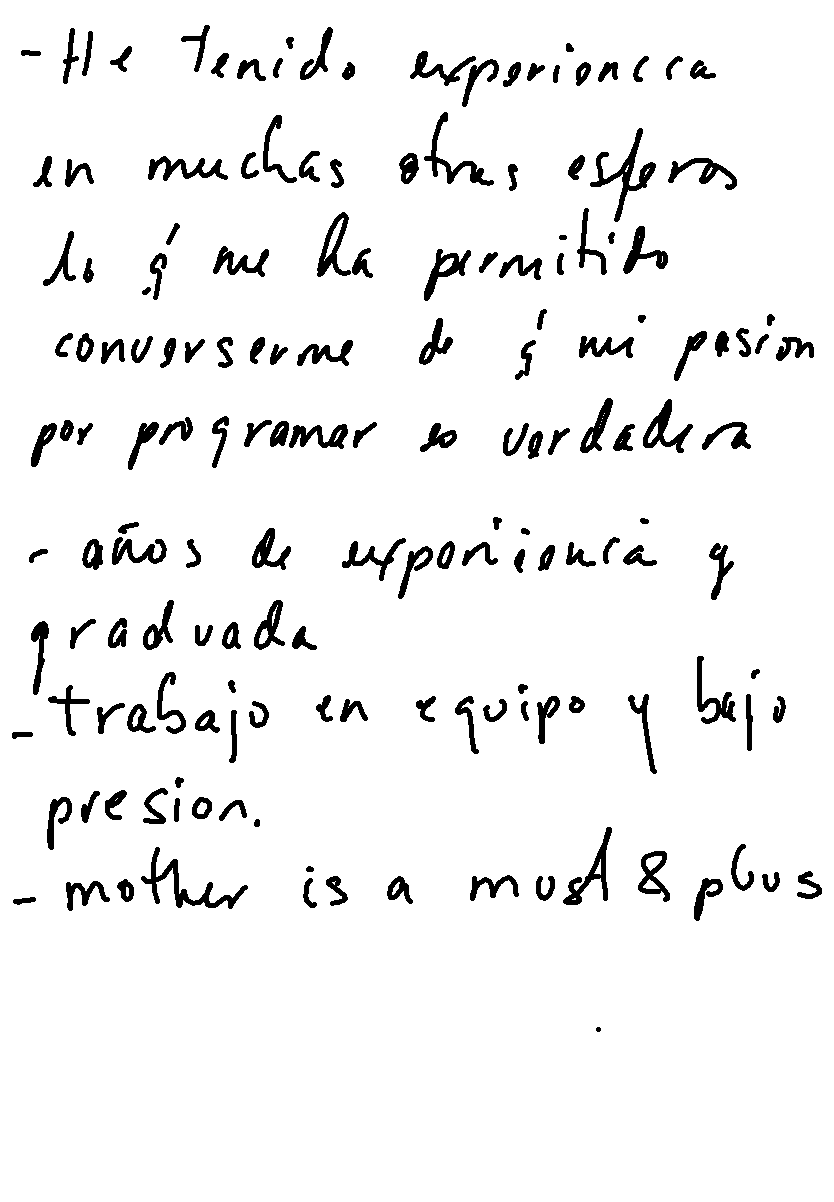 - He tenido experiencia
en muchas otras esferas
lo q' me ha permitido
converserme de q' mi pasion
por programar es verdadera
- años de experiencia y
graduada
- trabajo en equipo y bajo
presion.
- mother is a must & plus